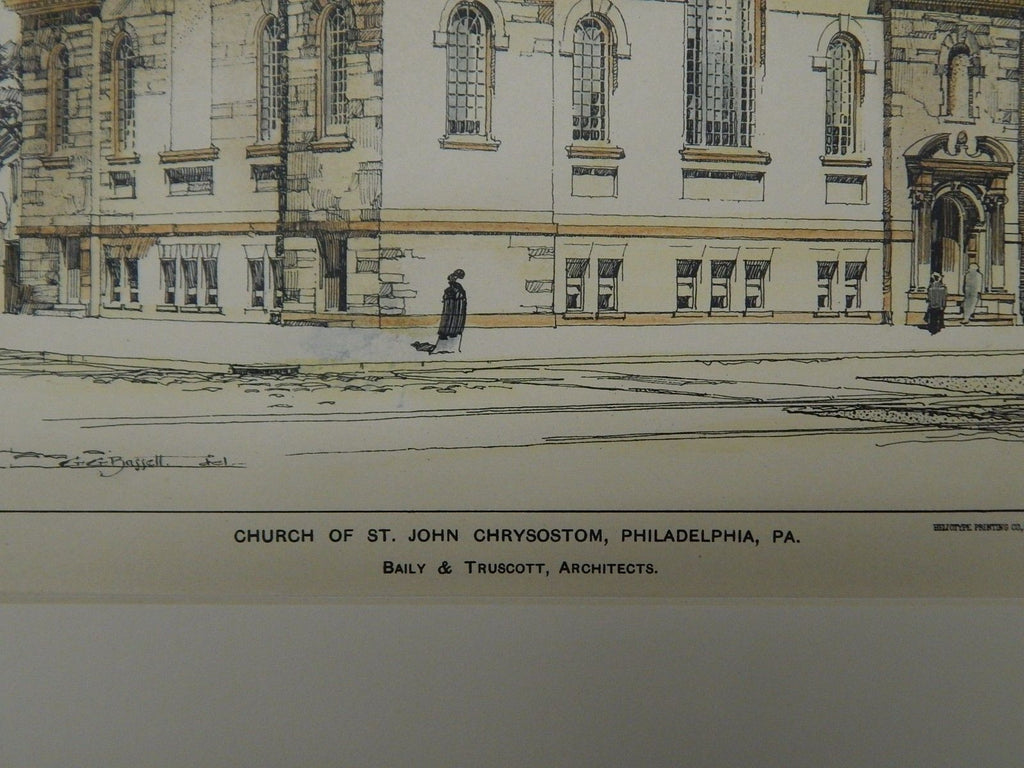 G. G. Bassett. del.
HELIOTYPE PRINTING CO.,
CHURCH OF ST. JOHN CHRYSOSTOM, PHILADELPHIA, PA.
BAILY & TRUSCOTT, ARCHITECTS.